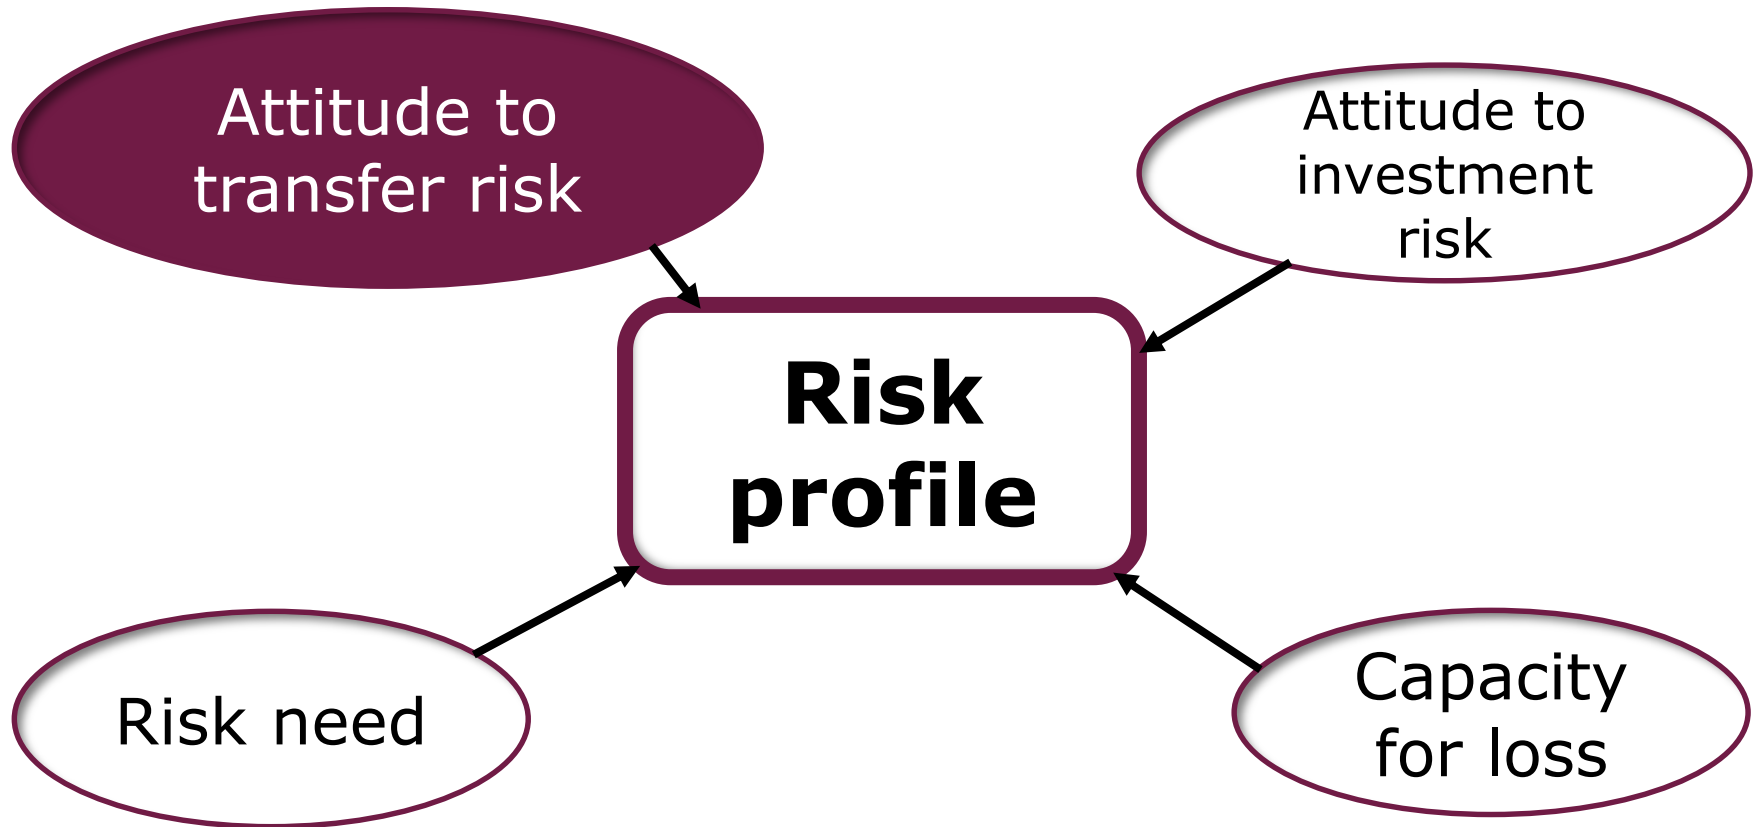 Attitude to
transfer risk
Attitude to
investment
risk
Risk
profile
Risk need
Capacity
for loss